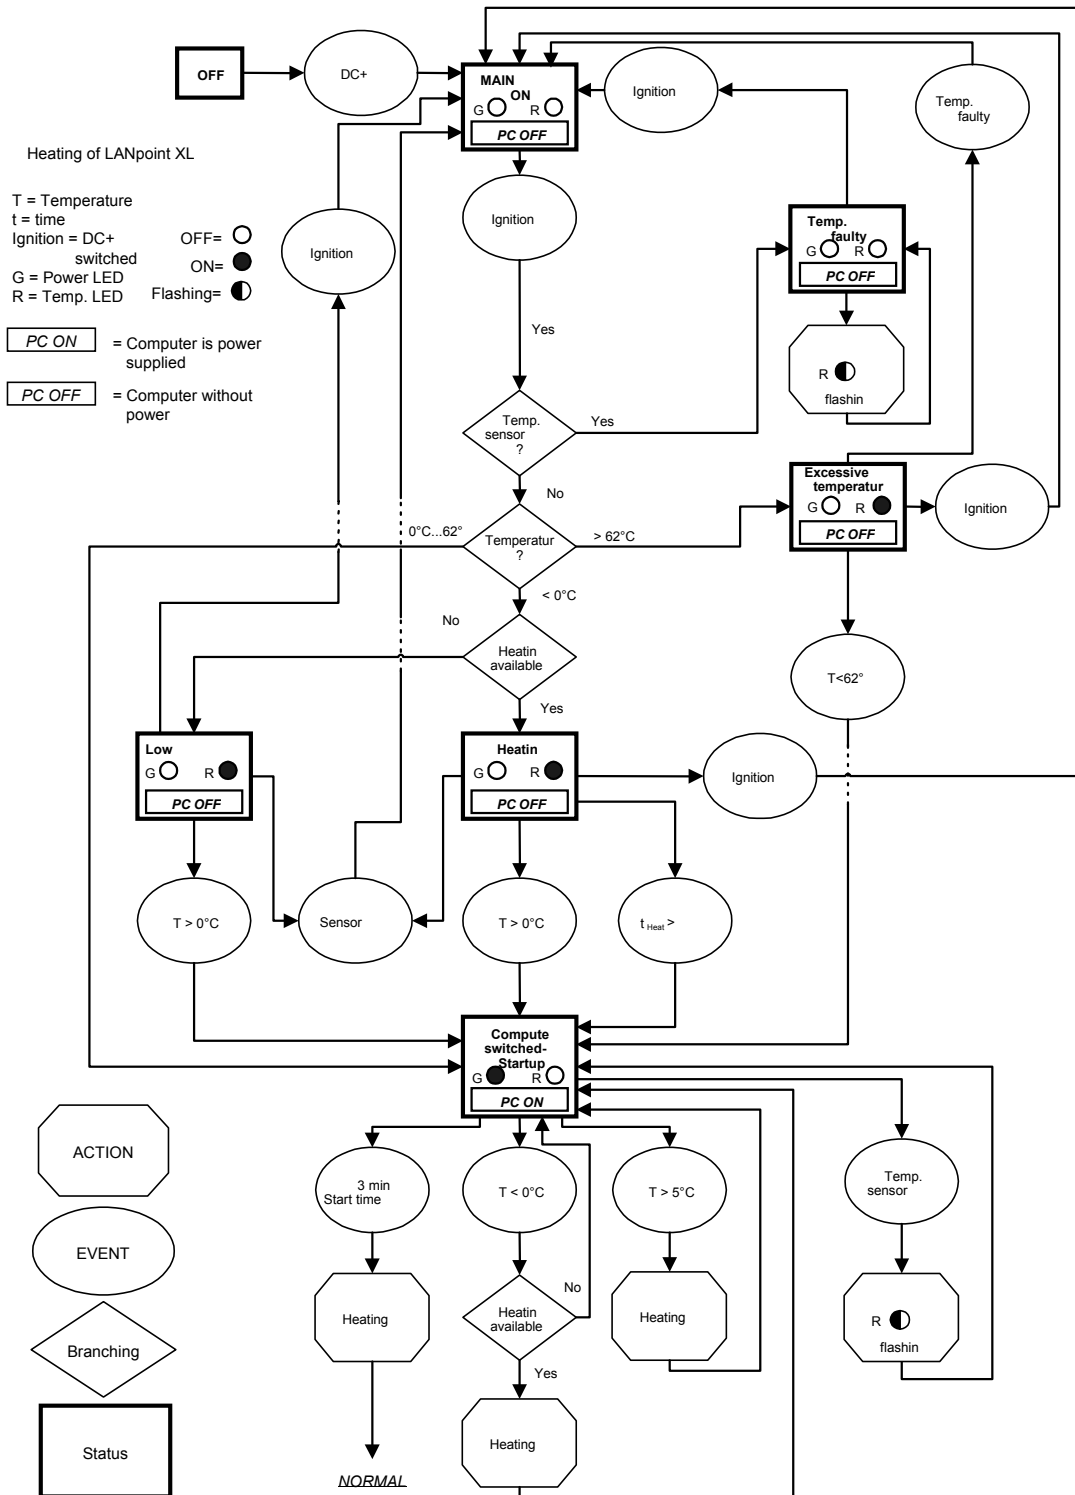 OFF
DC+
MAIN
ON
G R
PC OFF
Ignition
Temp.
faulty
Heating of LANpoint XL
T = Temperature
t = time
Ignition = DC+
switched
G = Power LED
R = Temp. LED
OFF=
ON=
Flashing=
PC ON
= Computer is power
supplied
PC OFF
= Computer without
power
Ignition
Ignition
Yes
Temp.
faulty
G R
PC OFF
R
flashin
Temp.
sensor
?
Yes
No
Excessive
temperatur
G R
PC OFF
Ignition
0°C...62°
Temperatur
?
> 62°C
< 0°C
No
Heatin
available
Yes
T<62°
Low
G R
PC OFF
Heatin
G R
PC OFF
Ignition
T > 0°C
Sensor
T > 0°C
t Heat >
Compute
switched-
Startup
G R
PC ON
ACTION
3 min
Start time
T < 0°C
T > 5°C
Temp.
sensor
EVENT
Heating
Heatin
available
No
Heating
R
flashin
Branching
Yes
Status
Heating
NORMAL